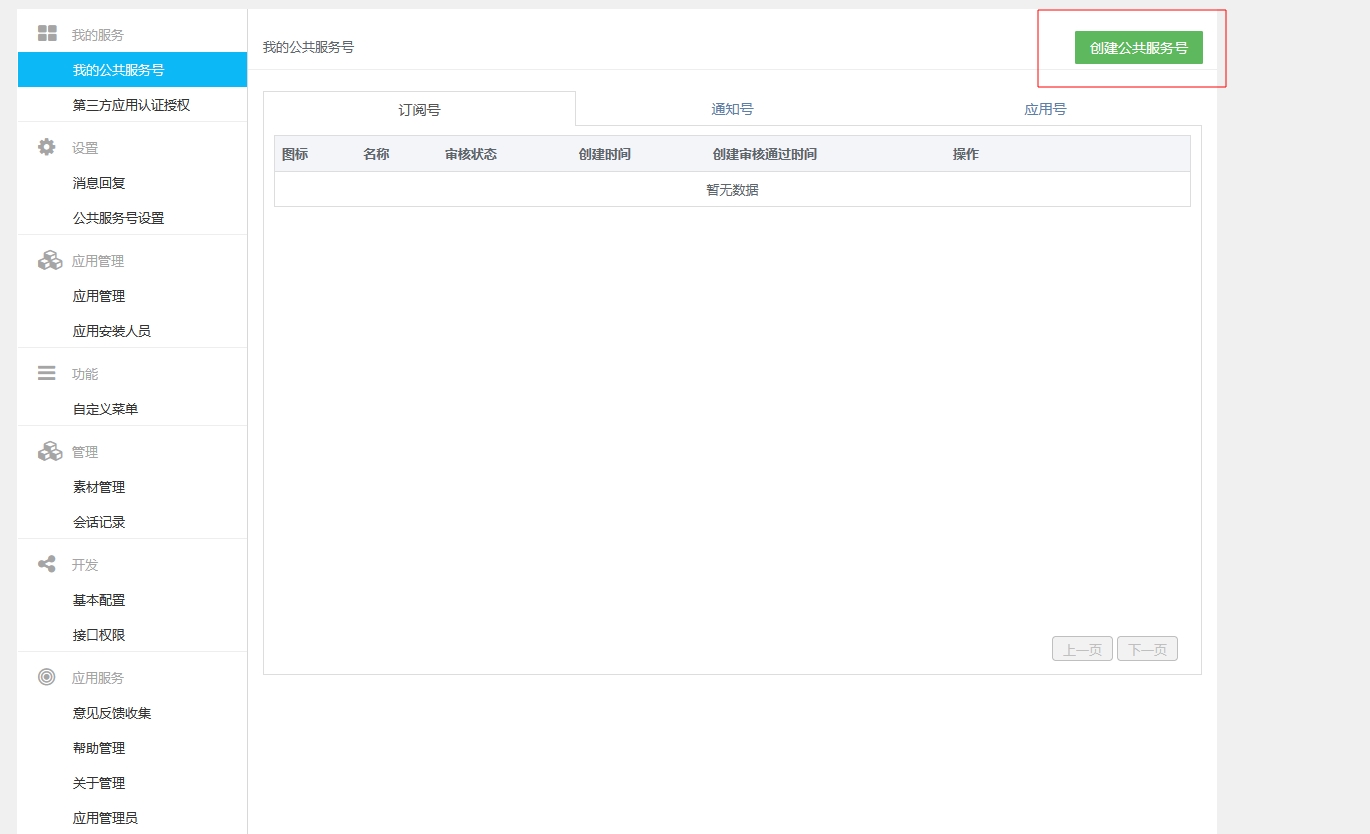 我的服务
我的公共服务号
第三方应用认证授权
设置
消息回复
公共服务号设置
应用管理
应用管理
应用安装人员
功能
自定义菜单
管理
素材管理
会话记录
开发
基本配置
接口权限
应用服务
意见反馈收集
帮助管理
关于管理
应用管理员
我的公共服务号
创建公共服务号
订阅号 通知号 应用号
图标 名称 审核状态 创建时间 创建审核通过时间 操作
暂无数据
上一页 下一页